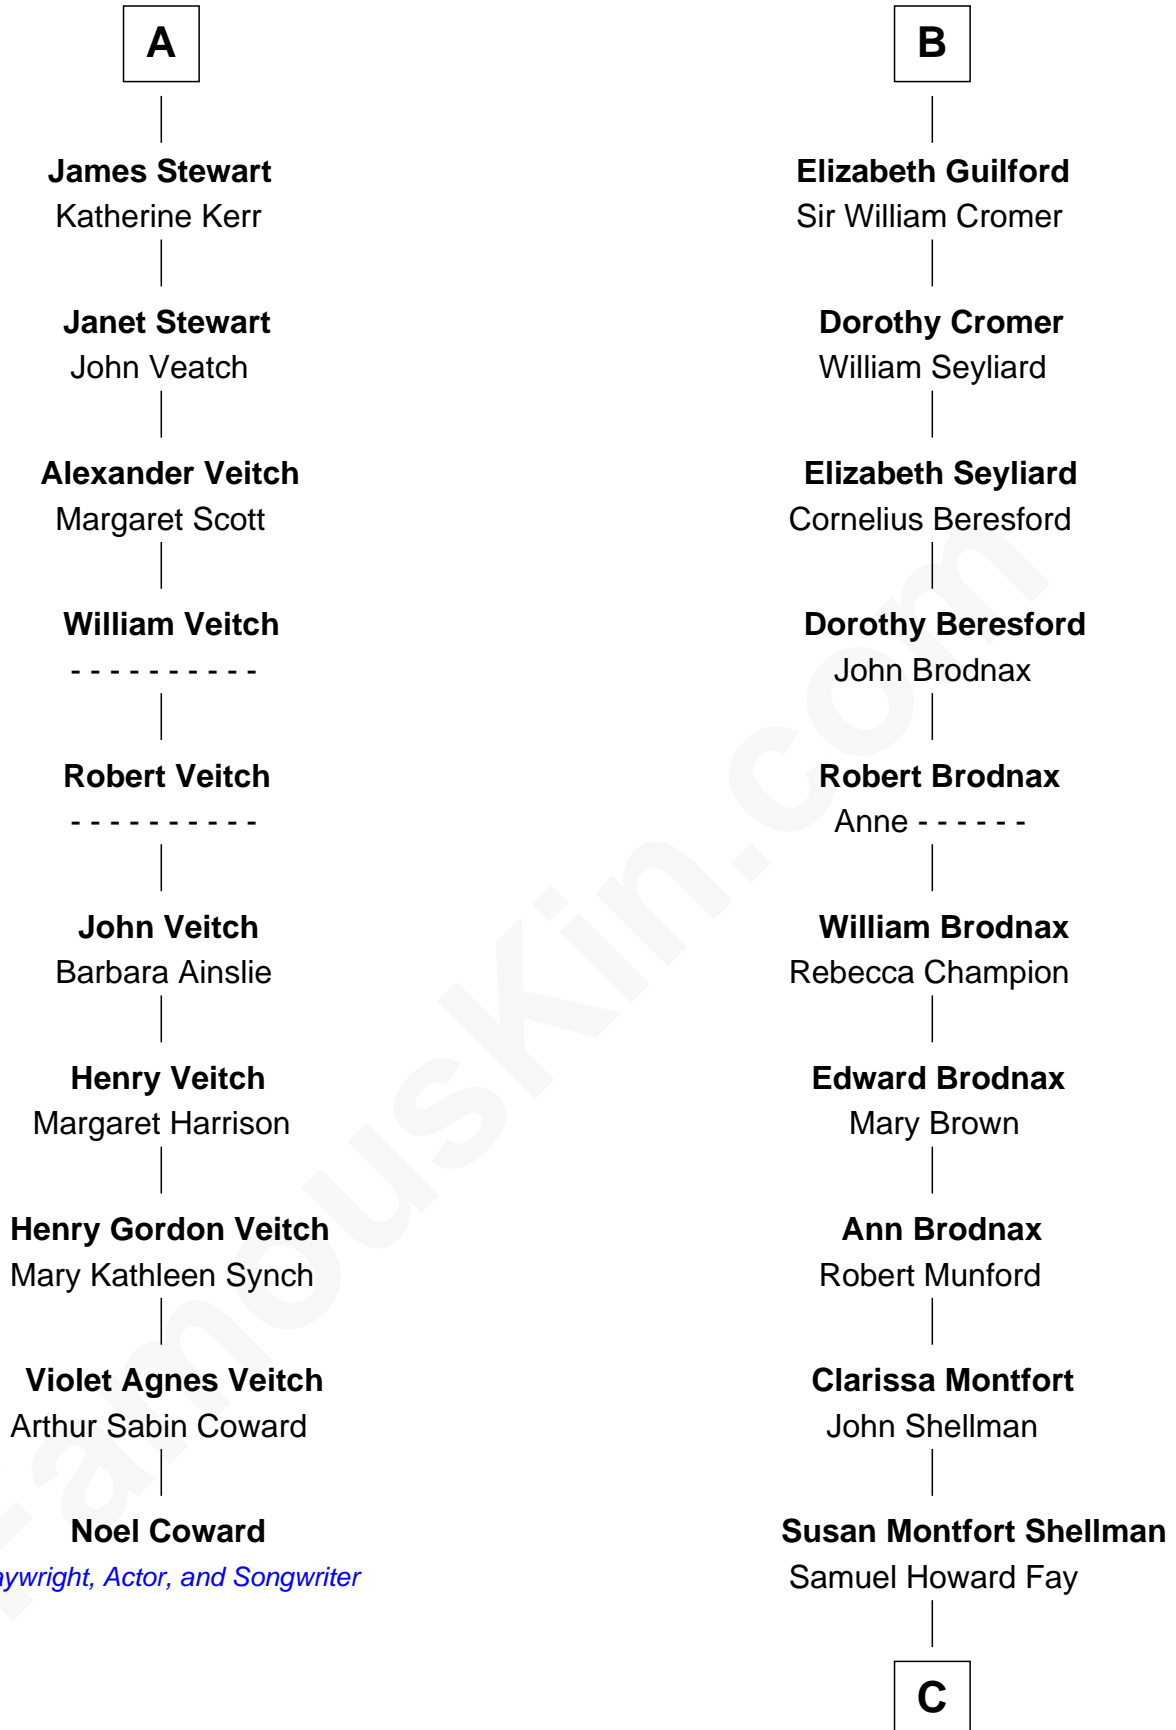 A
James Stewart
Katherine Kerr
Janet Stewart
John Veatch
Alexander Veitch
Margaret Scott
William Veitch
- - - - - - - - - -
Robert Veitch
- - - - - - - - - -
John Veitch
Barbara Ainslie
Henry Veitch
Margaret Harrison
Henry Gordon Veitch
Mary Kathleen Synch
Violet Agnes Veitch
Arthur Sabin Coward
Noel Coward
aywright, Actor, and Songwriter
B
Elizabeth Guilford
Sir William Cromer
Dorothy Cromer
William Seyliard
Elizabeth Seyliard
Cornelius Beresford
Dorothy Beresford
John Brodnax
Robert Brodnax
Anne - - - - - -
William Brodnax
Rebecca Champion
Edward Brodnax
Mary Brown
Ann Brodnax
Robert Munford
Clarissa Montfort
John Shellman
Susan Montfort Shellman
Samuel Howard Fay
C
FamousKin.com